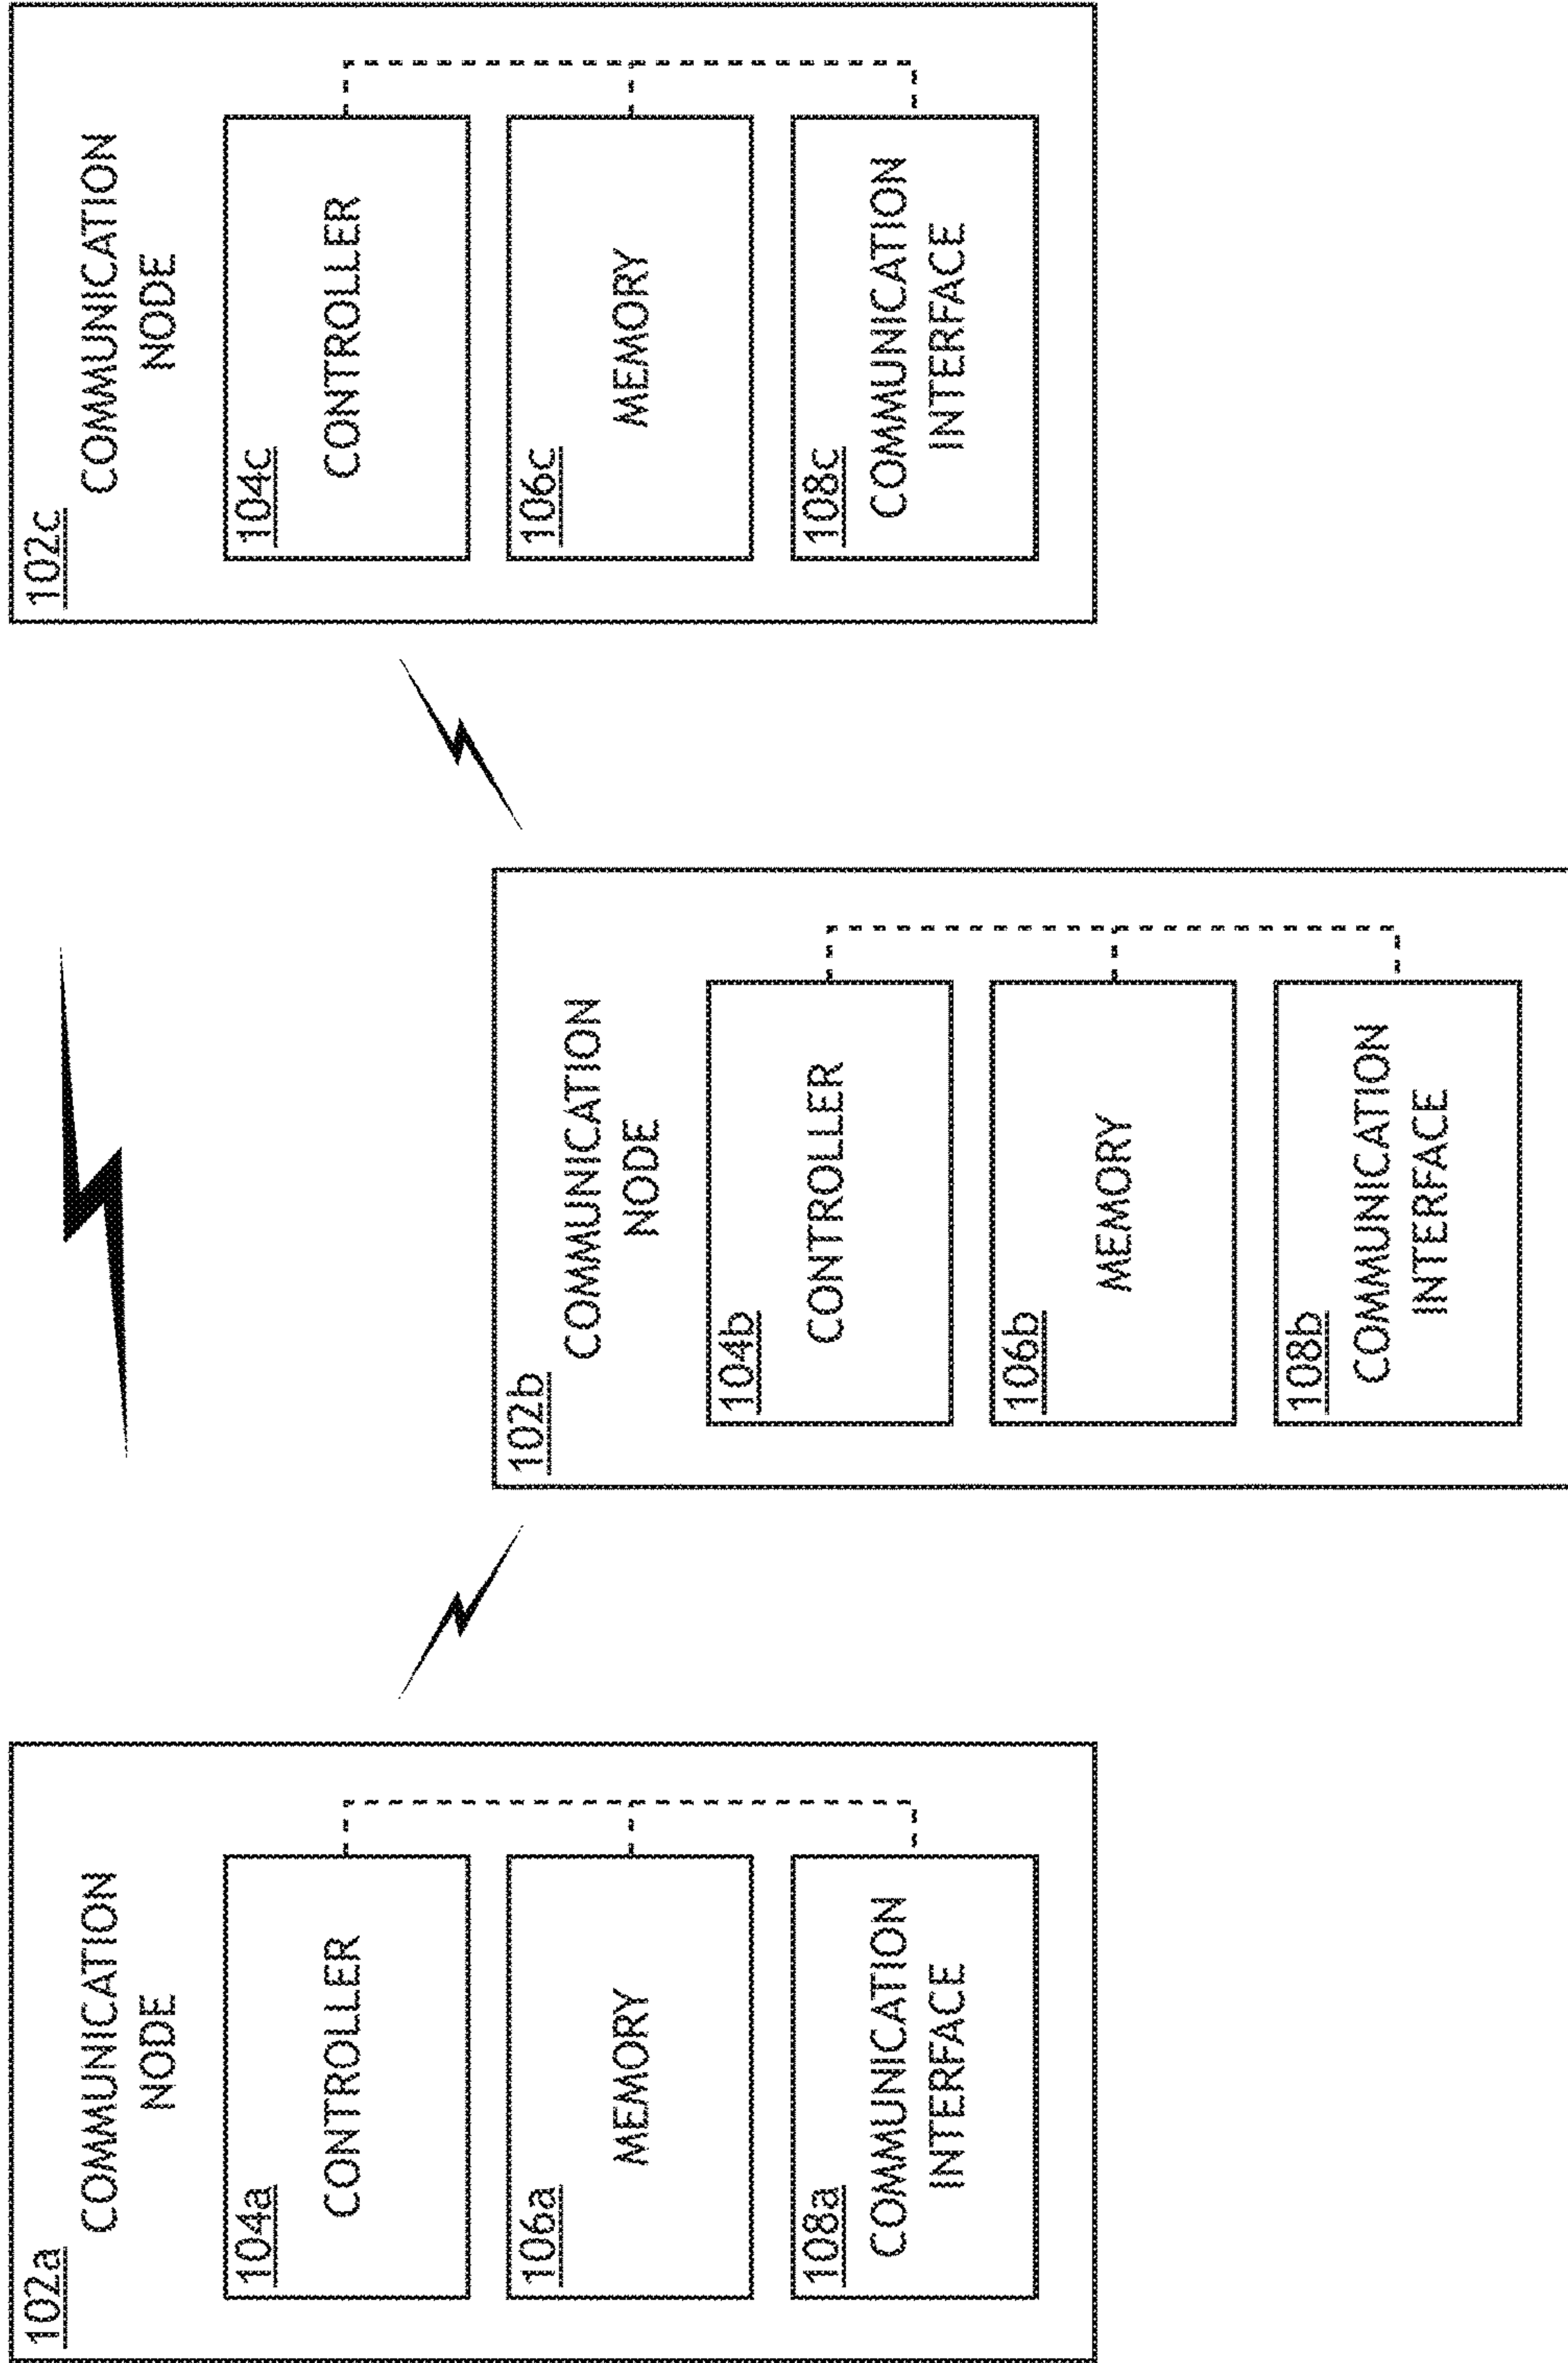 102a
COMMUNICATION
NODE
104a
CONTROLLER
106a
MEMORY
108a
COMMUNICATION
INTERFACE
102b
COMMUNICATION
NODE
104b
CONTROLLER
106b
MEMORY
108b
COMMUNICATION
INTERFACE
102c
COMMUNICATION
NODE
104c
CONTROLLER
106c
MEMORY
108c
COMMUNICATION
INTERFACE